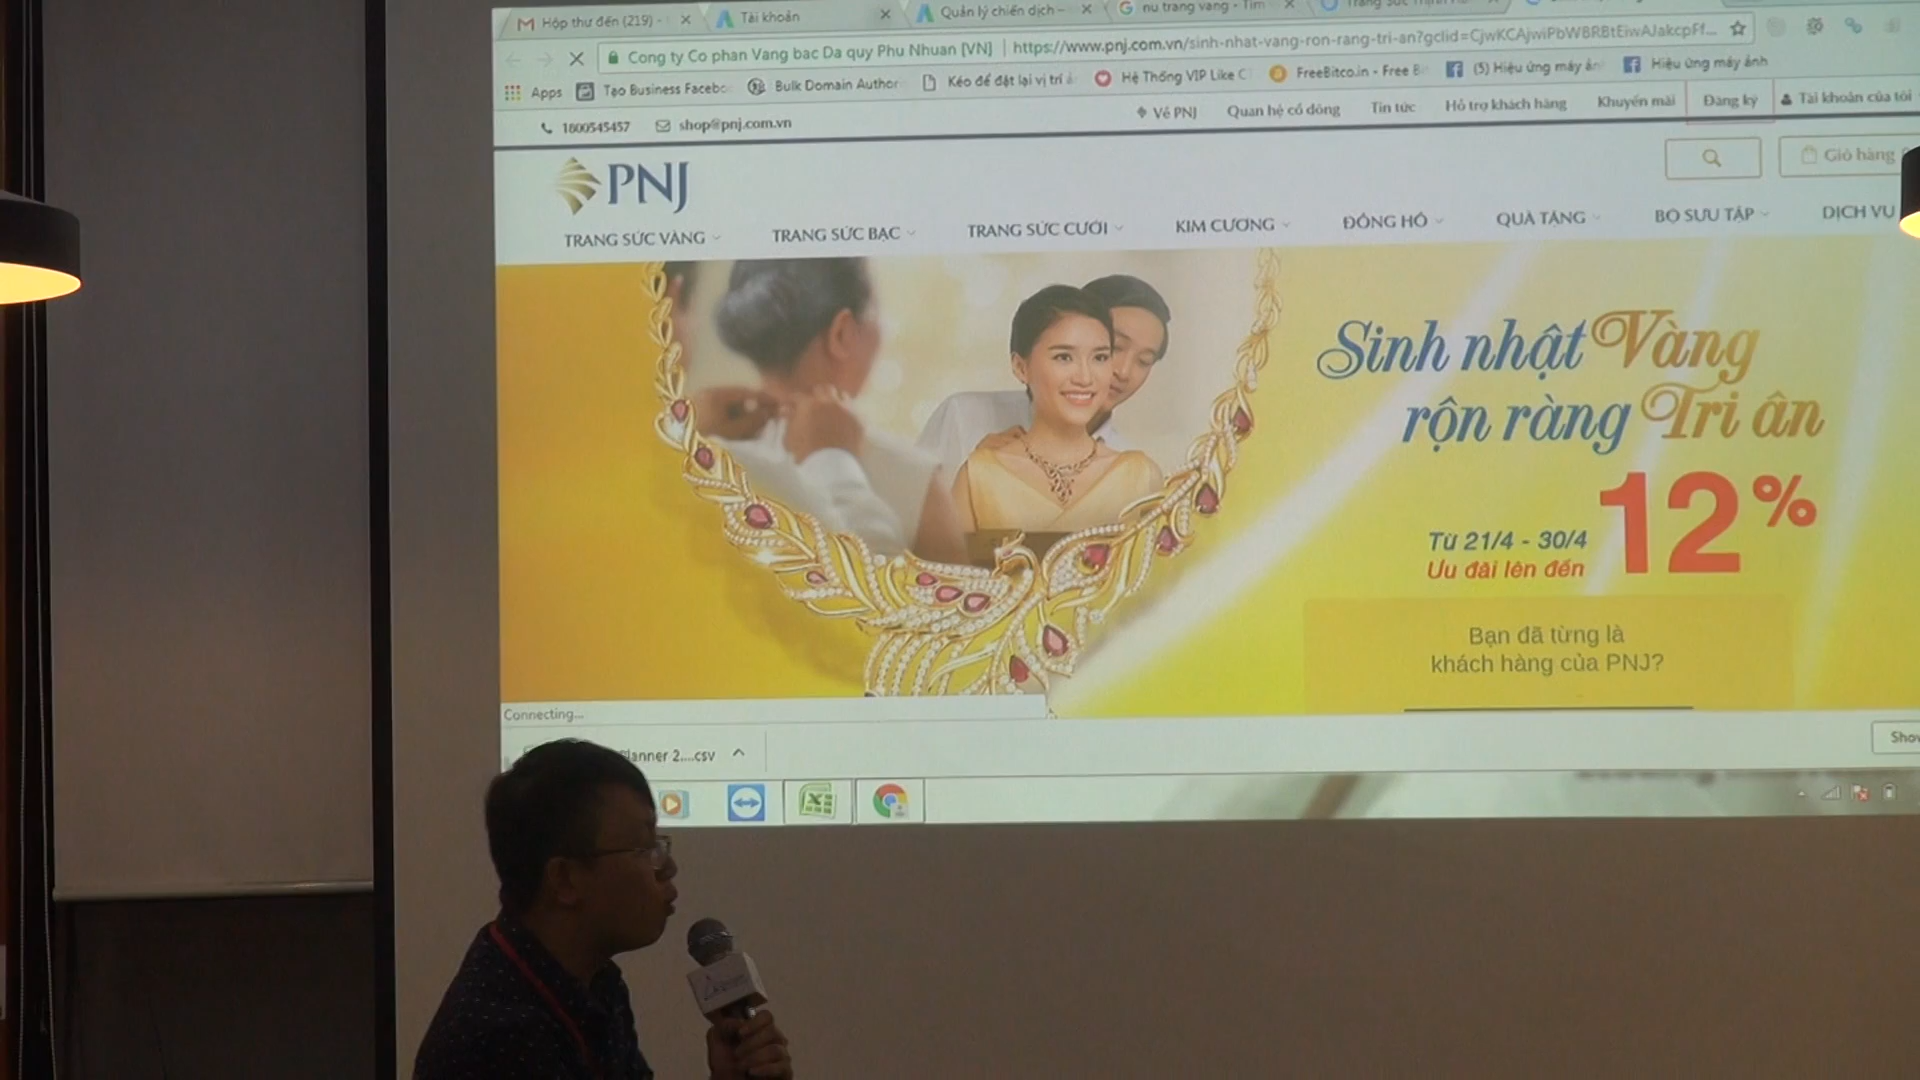 Hộp thư đến (219) -
Tài khoản
Quản lý chiến dịch -
nu trang vang - Tim
Cong ty Co phan Vang bac Da quy Phu Nhuan [VN]
https://www.pnj.com.vn/sinh-nhat-vang-ron-rang-tri-an?gclid=CjwKCAjwiPbWBRBtEiwAJakcpFf...
Apps
Tạo Business Facebo
Bulk Domain Author
Kéo để đặt lại vị trí
Hệ Thống VIP Like
FreeBitco.in - Free
(5) Hiệu ứng máy ản
Hiệu ứng máy ảnh
1800545457
shop@pnj.com.vn
Về PNJ
Quan hệ cổ đông
Tin tức
Hỗ trợ khách hàng
Khuyến mãi
Đăng ký
Tài khoản của tôi
PNJ
Giỏ hàng
TRANG SỨC VÀNG
TRANG SỨC BẠC
TRANG SỨC CƯỚI
KIM CƯƠNG
ĐỒNG HỒ
QUÀ TẶNG
BỘ SƯU TẬP
DỊCH VỤ
Sinh nhật Vàng
rộn ràng Tri ân
Từ 21/4 - 30/4
Ưu đãi lên đến
12%
Bạn đã từng là
khách hàng của PNJ?
Connecting...
Planner 2....csv
Show